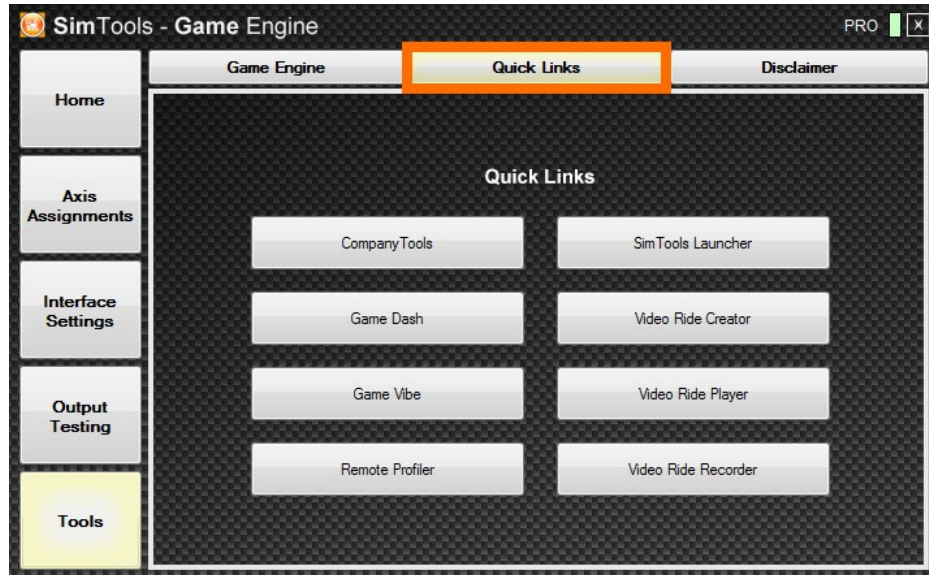 SimTools - Game Engine
PRO
X
Game Engine
Quick Links
Disclaimer
Home
Axis
Assignments
Interface
Settings
Output
Testing
Tools
Quick Links
CompanyTools
SimTools Launcher
Game Dash
Video Ride Creator
Game Vibe
Video Ride Player
Remote Profiler
Video Ride Recorder